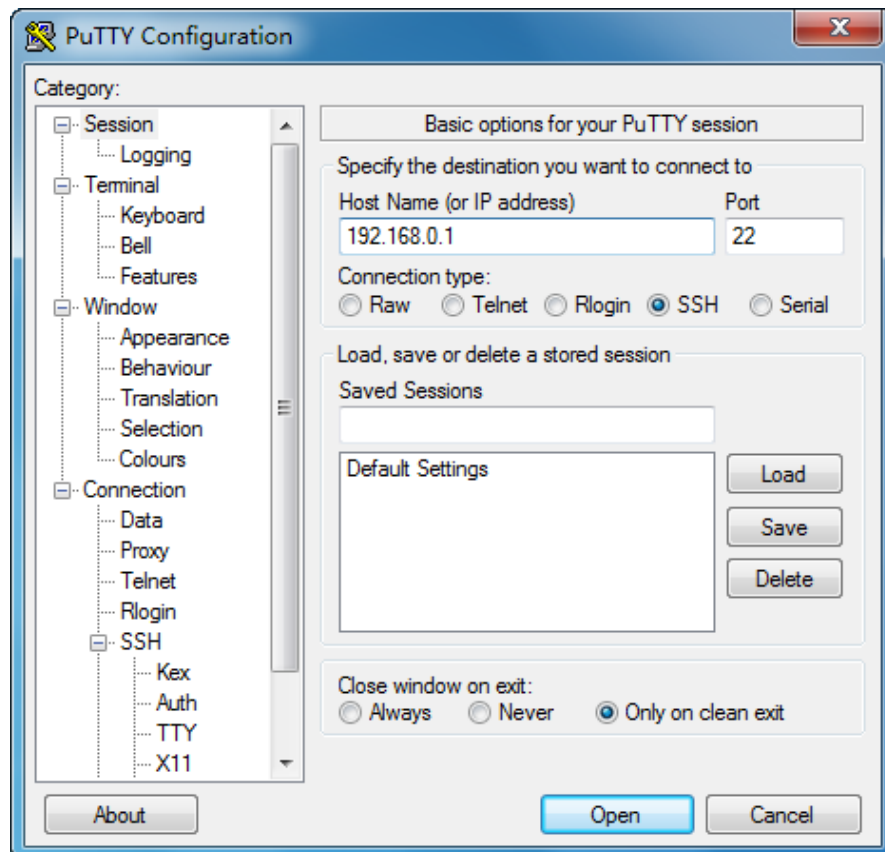 PuTTY Configuration
Category:
Session
Logging
Terminal
Keyboard
Bell
Features
Window
Appearance
Behaviour
Translation
Selection
Colours
Connection
Data
Proxy
Telnet
Rlogin
SSH
Kex
Auth
TTY
X11
Basic options for your PuTTY session
Specify the destination you want to connect to
Host Name (or IP address) Port
192.168.0.1 22
Connection type:
Raw Telnet Rlogin SSH Serial
Load, save or delete a stored session
Saved Sessions
Default Settings
Load
Save
Delete
Close window on exit:
Always Never Only on clean exit
About Open Cancel